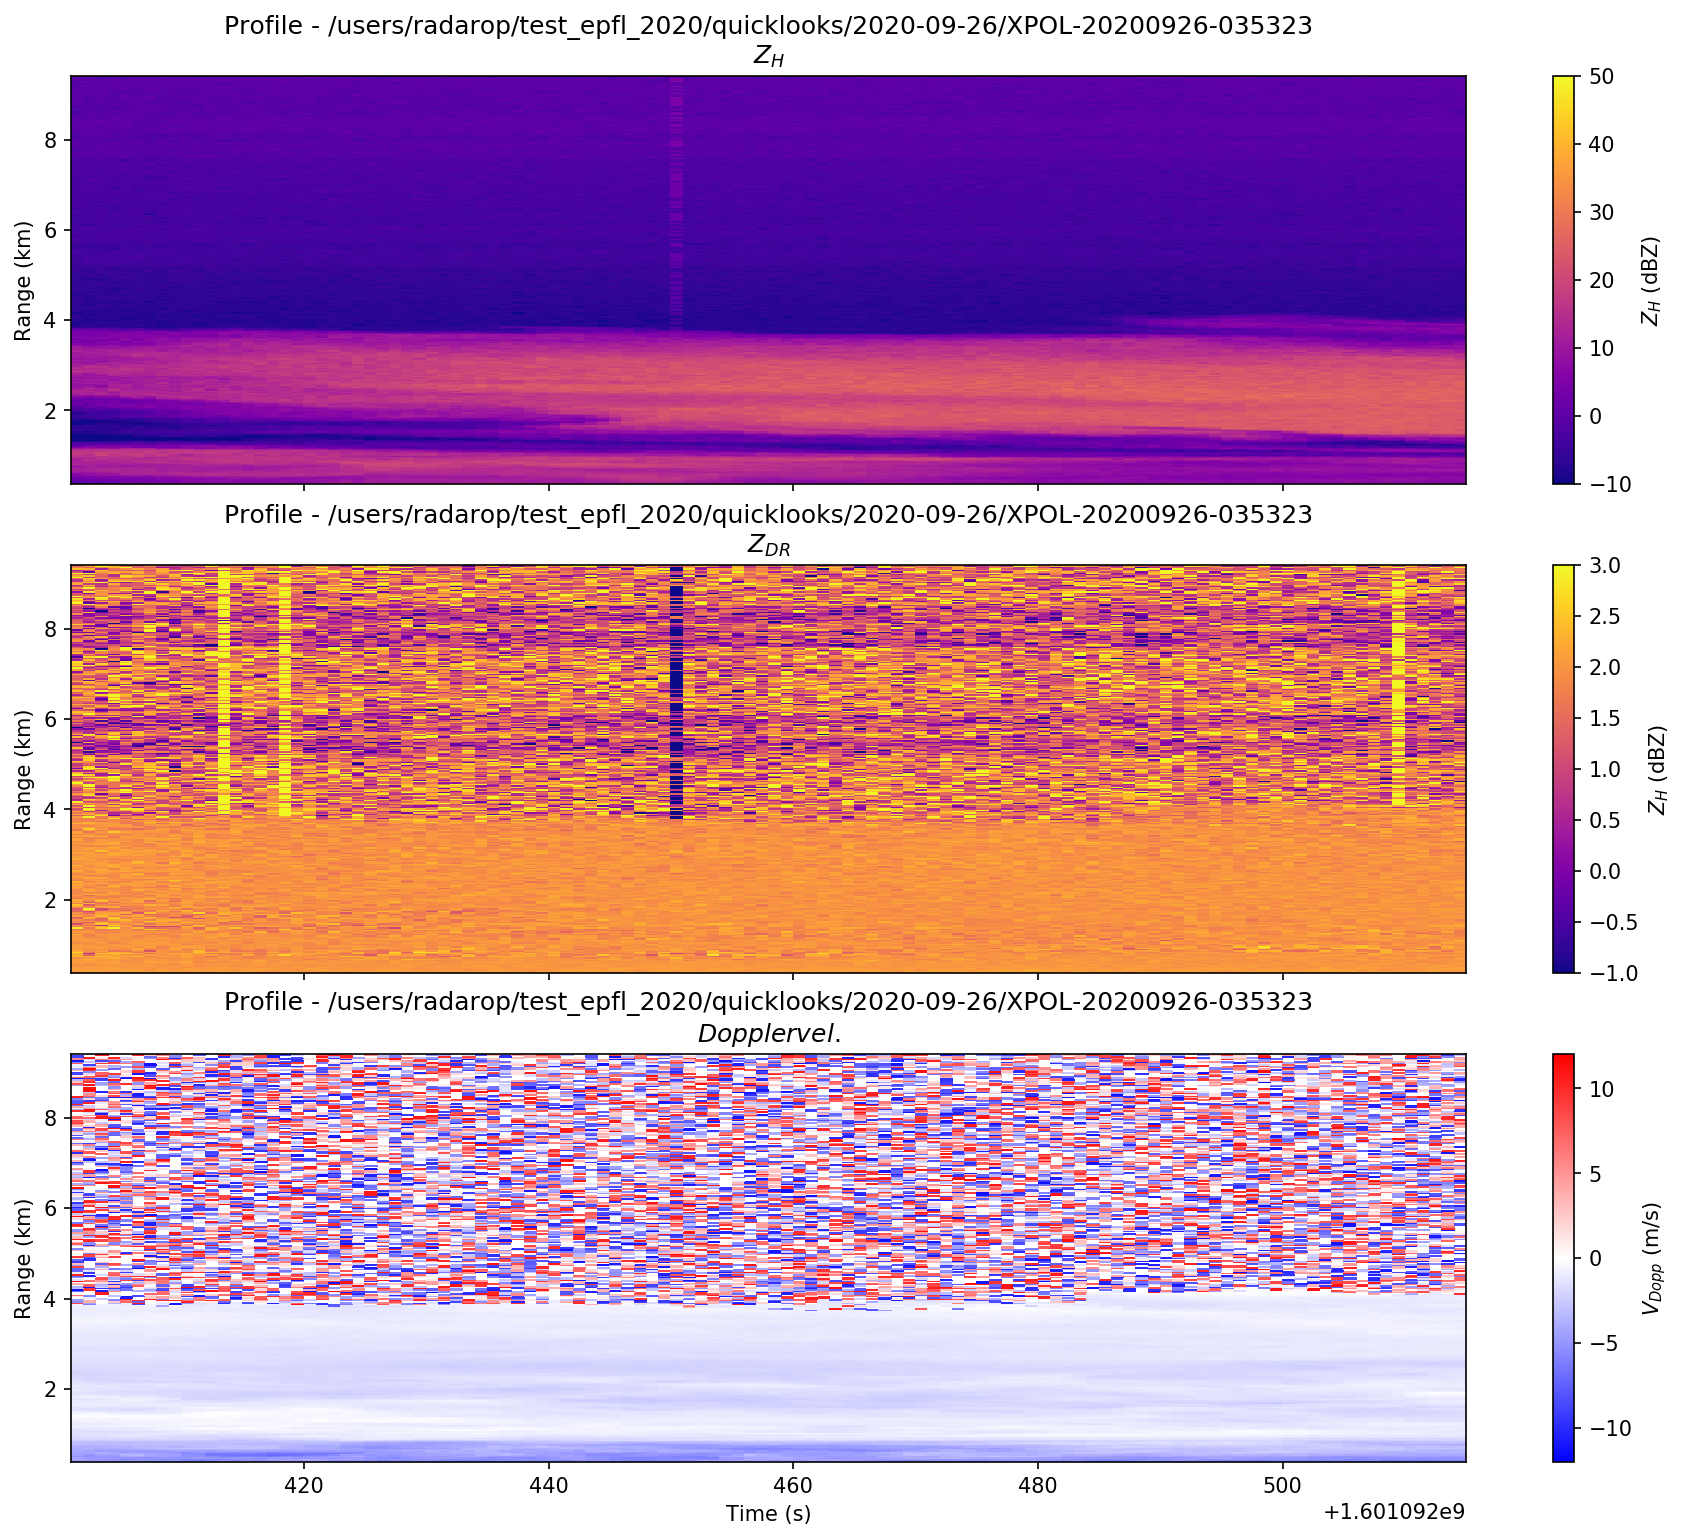 Profile - /users/radarop/test_epfl_2020/quicklooks/2020-09-26/XPOL-20200926-035323
Z_H
8
6
4
2
Range (km)
50
40
30
20
10
0
−10
Z_H (dBZ)
Profile - /users/radarop/test_epfl_2020/quicklooks/2020-09-26/XPOL-20200926-035323
Z_DR
8
6
4
2
Range (km)
3.0
2.5
2.0
1.5
1.0
0.5
0.0
−0.5
−1.0
Z_H (dBZ)
Profile - /users/radarop/test_epfl_2020/quicklooks/2020-09-26/XPOL-20200926-035323
Dopplervel.
8
6
4
2
Range (km)
10
5
0
−5
−10
V_Dopp (m/s)
420 440 460 480 500
Time (s)
+1.601092e9